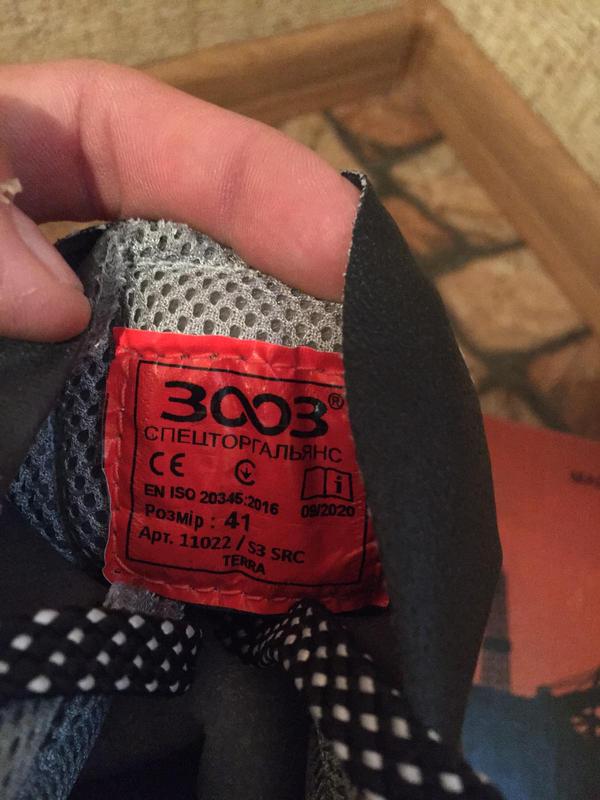 ЗООЗ®
СПЕЦТОРГАЛЬЯНС
CE
EN ISO 20345:2016
09/2020
Розмір : 41
Арт. 11022 / S3 SRC
TERRA